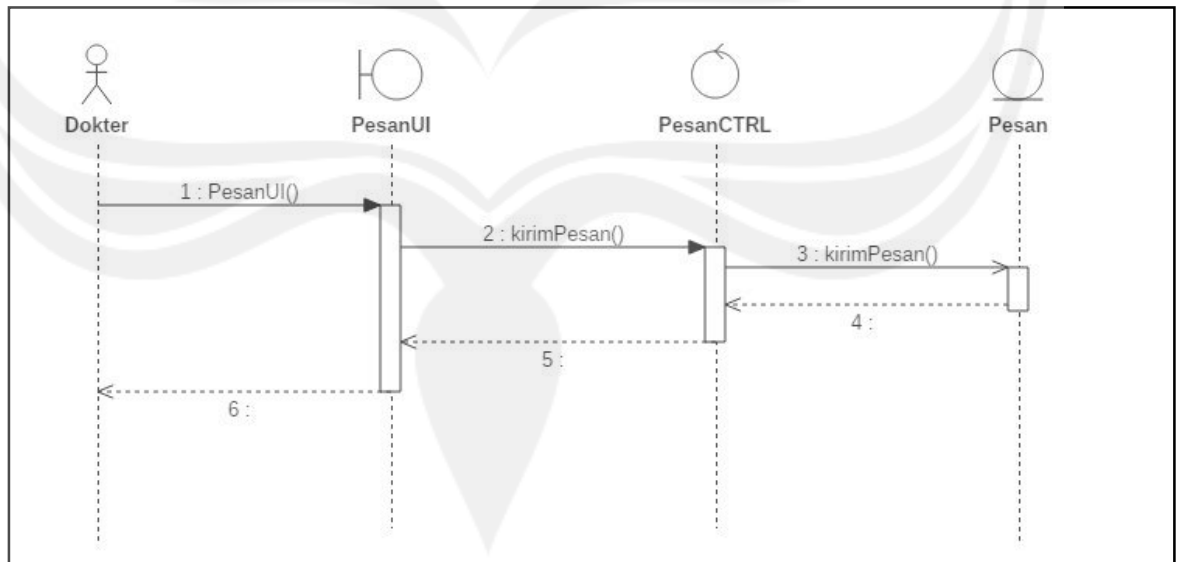 Dokter
PesanUI
PesanCTRL
Pesan
1 : PesanUI()
2 : kirimPesan()
3 : kirimPesan()
4 :
5 :
6 :